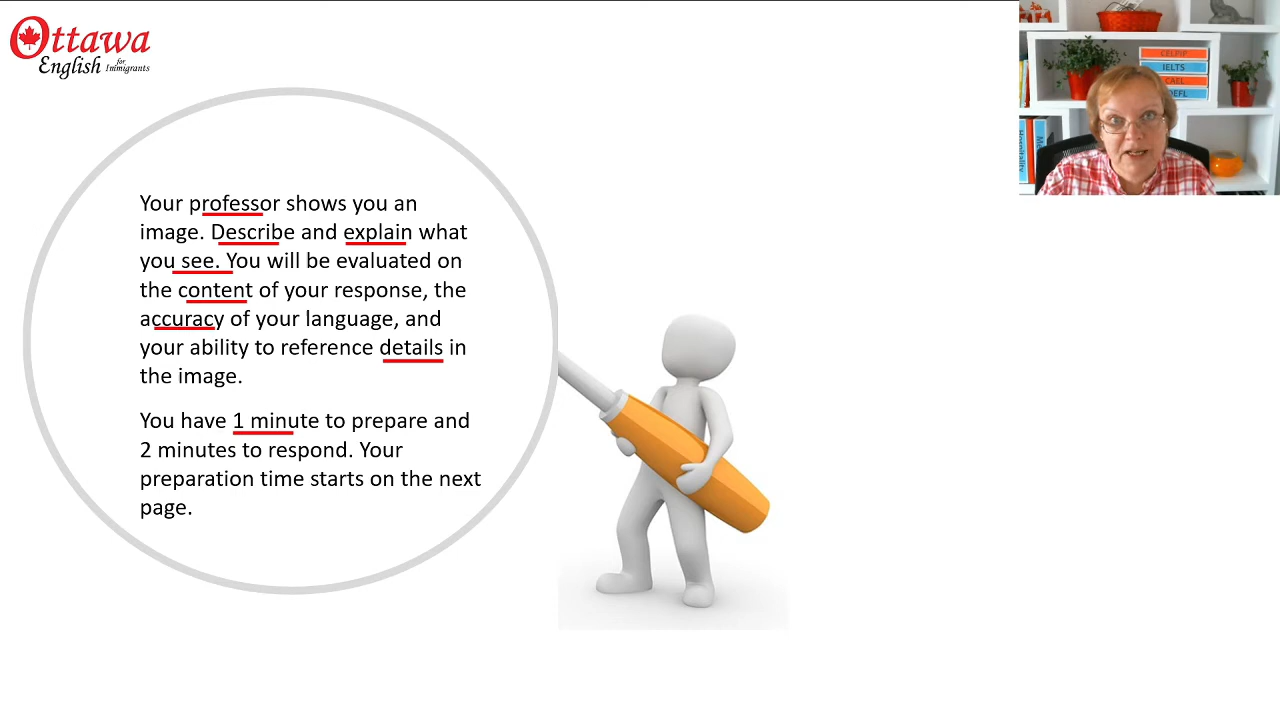 Ottawa
English for Immigrants
CELPIP
IELTS
CAEL
Hospitality
Your professor shows you an
image. Describe and explain what
you see. You will be evaluated on
the content of your response, the
accuracy of your language, and
your ability to reference details in
the image.
You have 1 minute to prepare and
2 minutes to respond. Your
preparation time starts on the next
page.